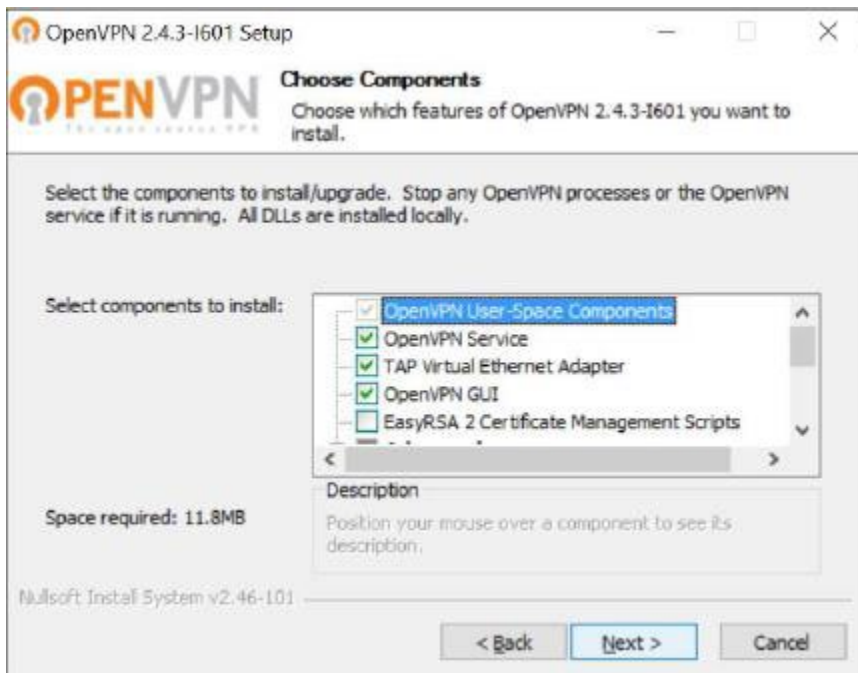 OpenVPN 2.4.3-I601 Setup
OPENVPN
Choose Components
Choose which features of OpenVPN 2.4.3-I601 you want to
install.
Select the components to install/upgrade. Stop any OpenVPN processes or the OpenVPN
service if it is running. All DLLs are installed locally.
Select components to install:
OpenVPN User-Space Components
OpenVPN Service
TAP Virtual Ethernet Adapter
OpenVPN GUI
EasyRSA 2 Certificate Management Scripts
Space required: 11.8MB
Description
Position your mouse over a component to see its
description.
Nullsoft Install System v2.46-101
< Back
Next >
Cancel